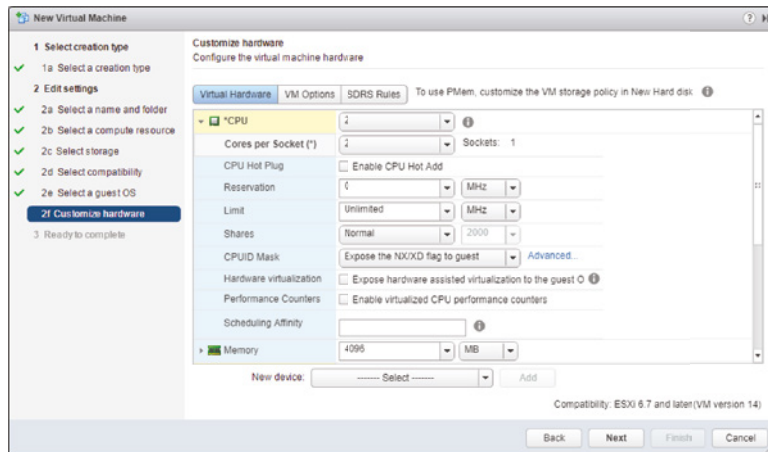 New Virtual Machine
1 Select creation type
1a Select a creation type
2 Edit settings
2a Select a name and folder
2b Select a compute resource
2c Select storage
2d Select compatibility
2e Select a guest OS
2f Customize hardware
3 Ready to complete
Customize hardware
Configure the virtual machine hardware
Virtual Hardware VM Options SDRS Rules To use PMem, customize the VM storage policy in New Hard disk
*CPU 2
Cores per Socket (*) 2 Sockets: 1
CPU Hot Plug Enable CPU Hot Add
Reservation 0 MHz
Limit Unlimited MHz
Shares Normal 2000
CPUID Mask Expose the NX/XD flag to guest Advanced...
Hardware virtualization Expose hardware assisted virtualization to the guest O
Performance Counters Enable virtualized CPU performance counters
Scheduling Affinity
Memory 4096 MB
New device: ------- Select ------- Add
Compatibility: ESXi 6.7 and later (VM version 14)
Back Next Finish Cancel